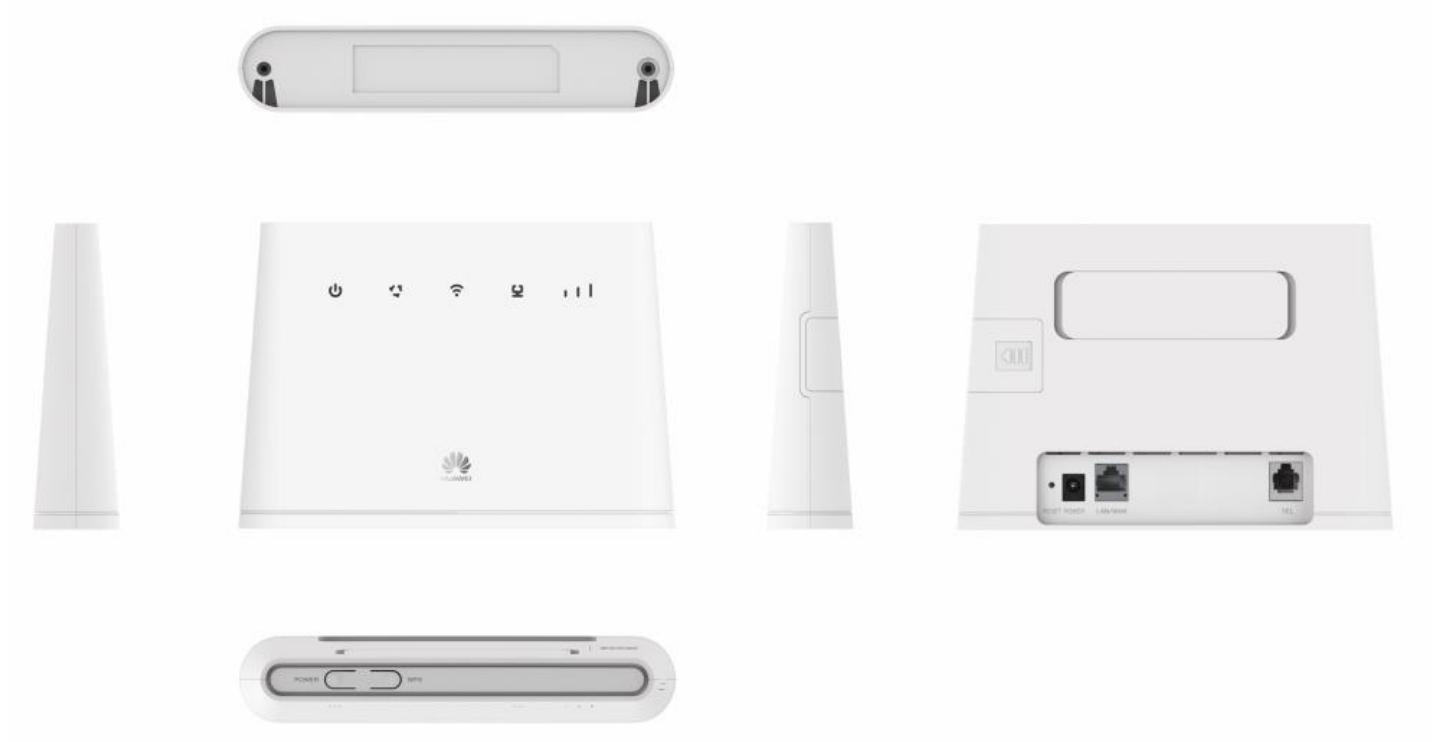 HUAWEI
RESET POWER LAN/WAN TEL
POWER WPS